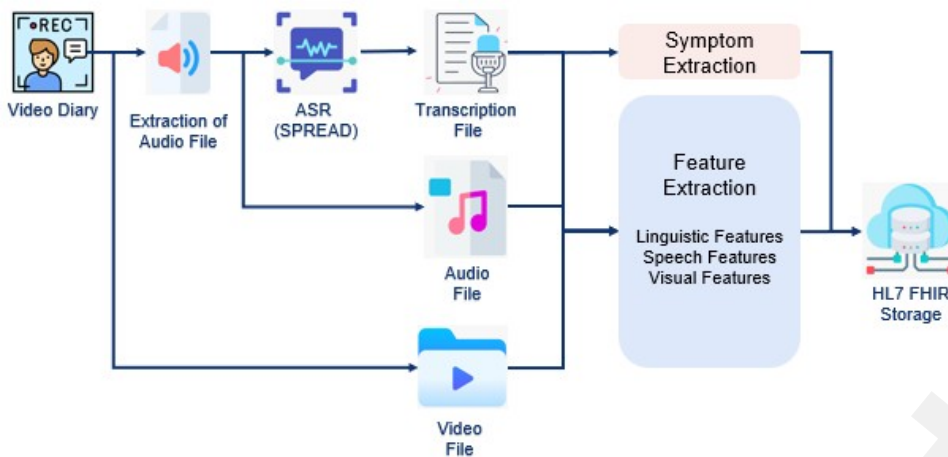 REC
Video Diary
Extraction of
Audio File
ASR
(SPREAD)
Transcription
File
Symptom
Extraction
Audio
File
Feature
Extraction
Linguistic Features
Speech Features
Visual Features
HL7 FHIR
Storage
Video
File